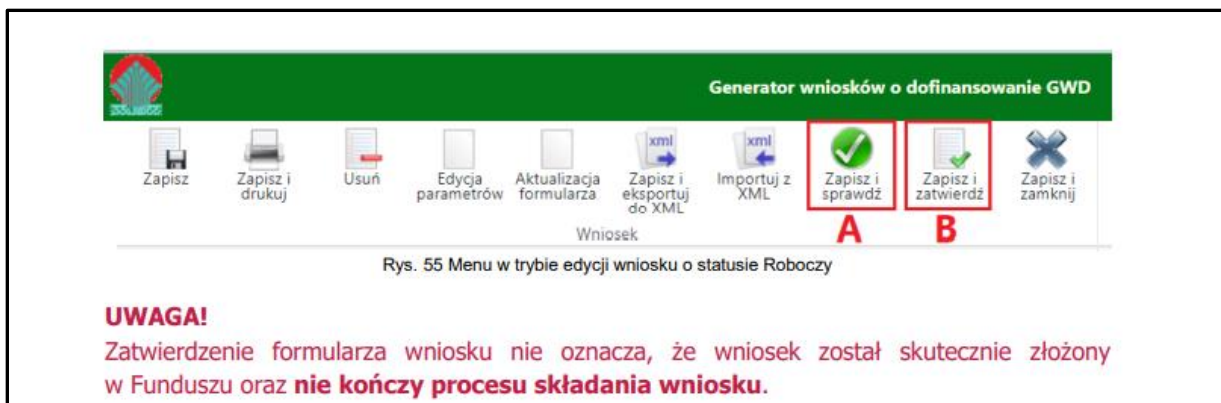 Generator wniosków o dofinansowanie GWD
Zapisz
Zapisz i drukuj
Usuń
Edycja parametrów
Aktualizacja formularza
xml
Zapisz i eksportuj do XML
xml
Importuj z XML
Zapisz i sprawdź
Zapisz i zatwierdź
Zapisz i zamknij
Wniosek
A
B
Rys. 55 Menu w trybie edycji wniosku o statusie Roboczy
UWAGA!
Zatwierdzenie formularza wniosku nie oznacza, że wniosek został skutecznie złożony
w Funduszu oraz nie kończy procesu składania wniosku.